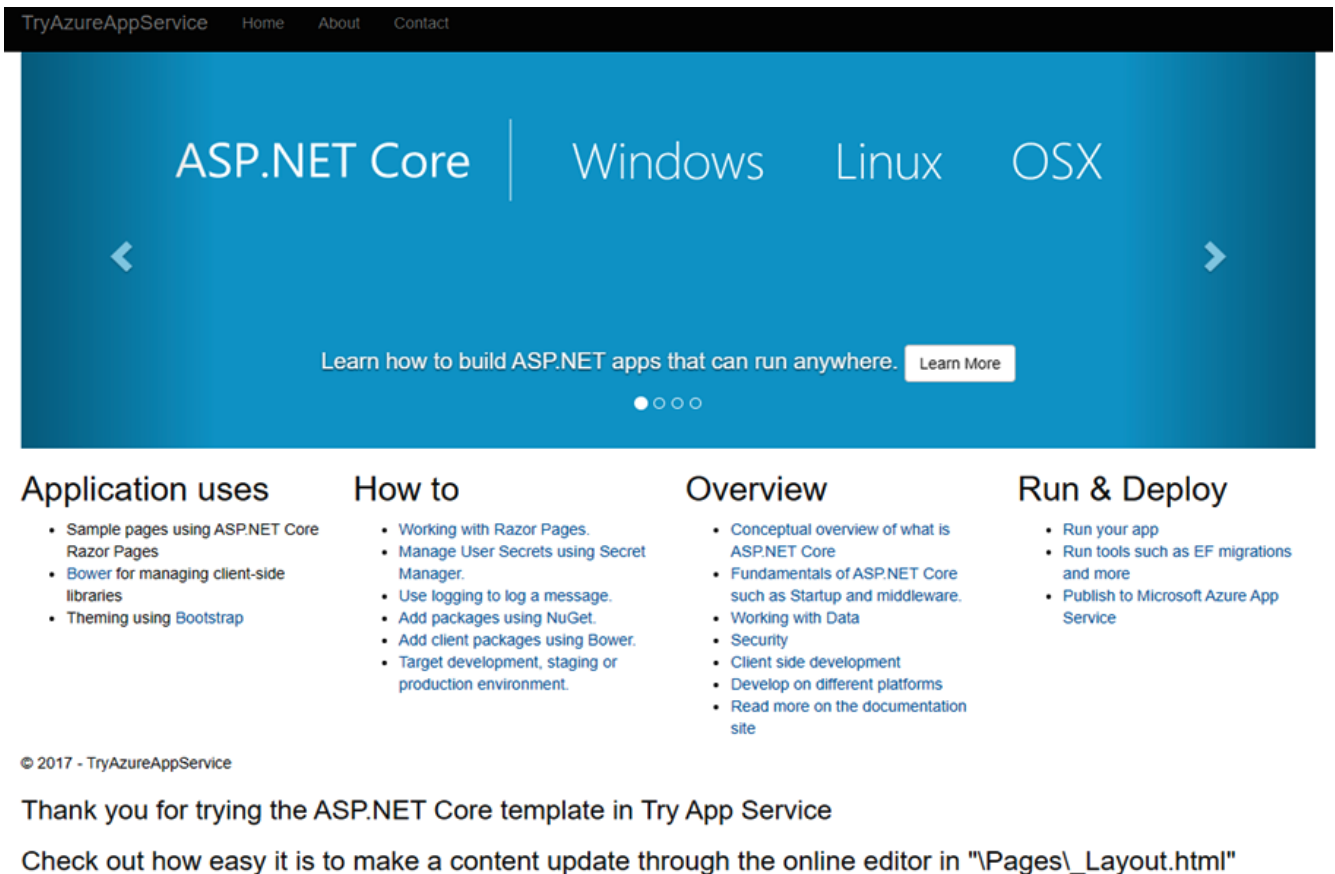 TryAzureAppService Home About Contact
ASP.NET Core Windows Linux OSX
Learn how to build ASP.NET apps that can run anywhere. Learn More
Application uses
Sample pages using ASP.NET Core
Razor Pages
Bower for managing client-side
libraries
Theming using Bootstrap
How to
Working with Razor Pages.
Manage User Secrets using Secret
Manager.
Use logging to log a message.
Add packages using NuGet.
Add client packages using Bower.
Target development, staging or
production environment.
Overview
Conceptual overview of what is
ASP.NET Core
Fundamentals of ASP.NET Core
such as Startup and middleware.
Working with Data
Security
Client side development
Develop on different platforms
Read more on the documentation
site
Run & Deploy
Run your app
Run tools such as EF migrations
and more
Publish to Microsoft Azure App
Service
© 2017 - TryAzureAppService
Thank you for trying the ASP.NET Core template in Try App Service
Check out how easy it is to make a content update through the online editor in "\Pages\_Layout.html"